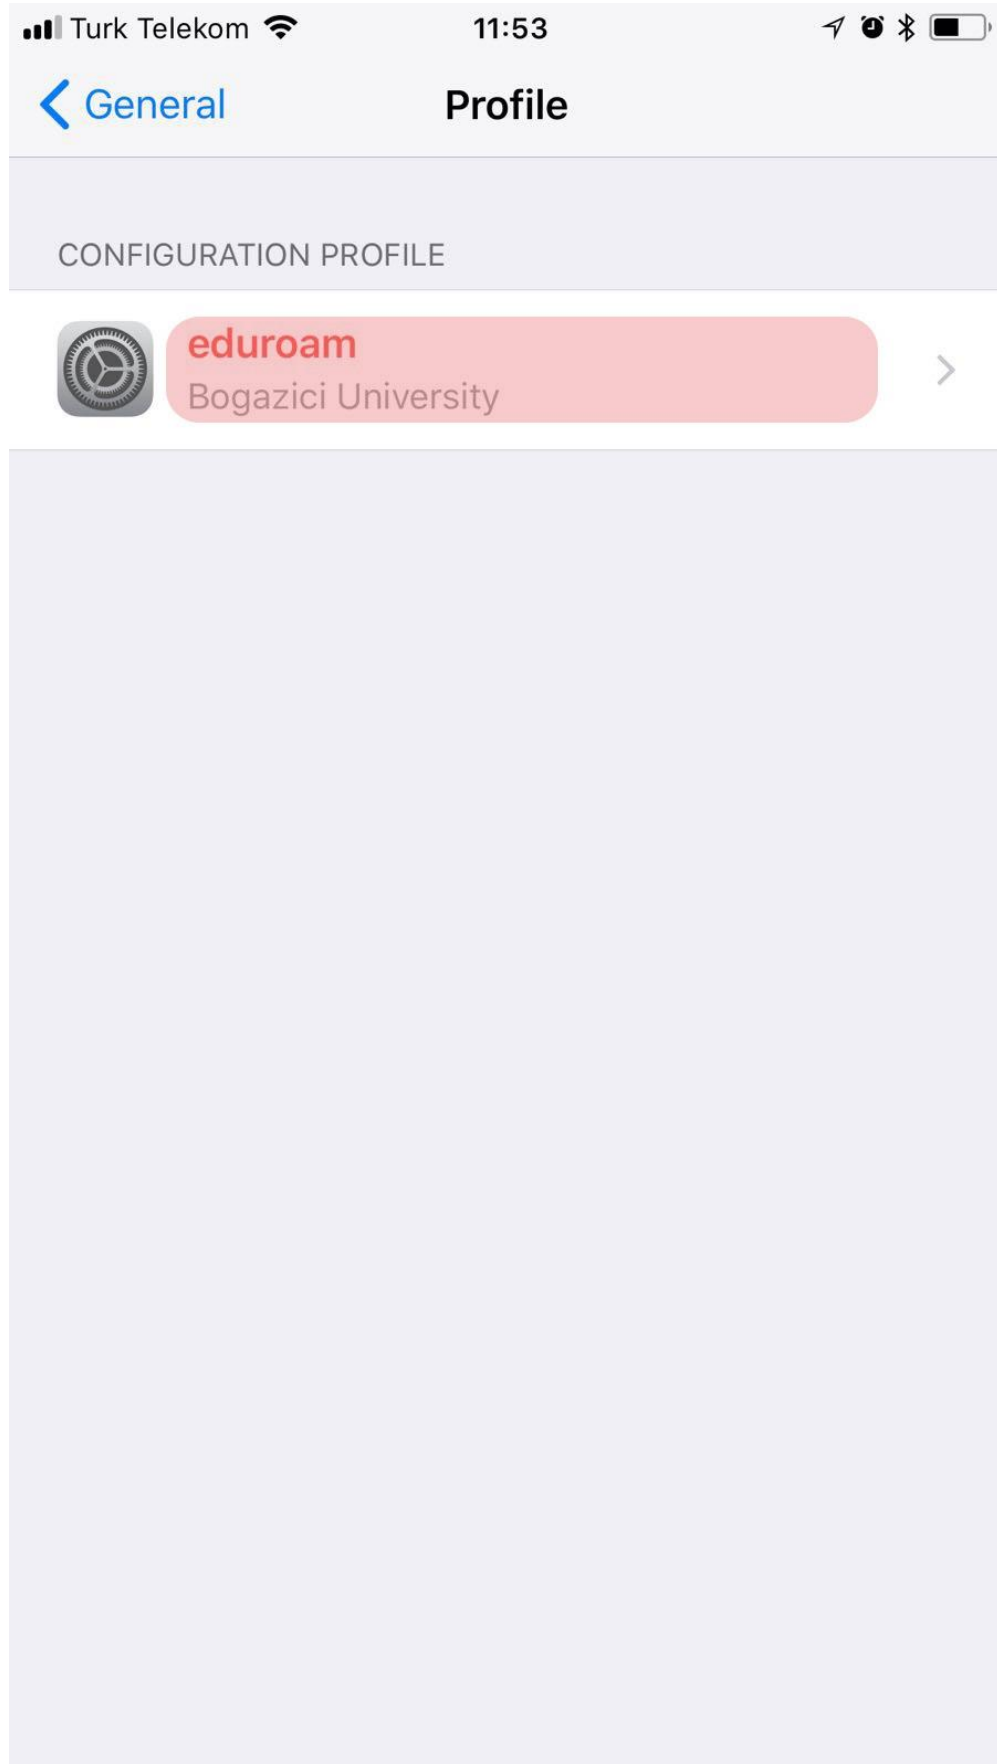 Turk Telekom 11:53
General Profile
CONFIGURATION PROFILE
eduroam
Bogazici University